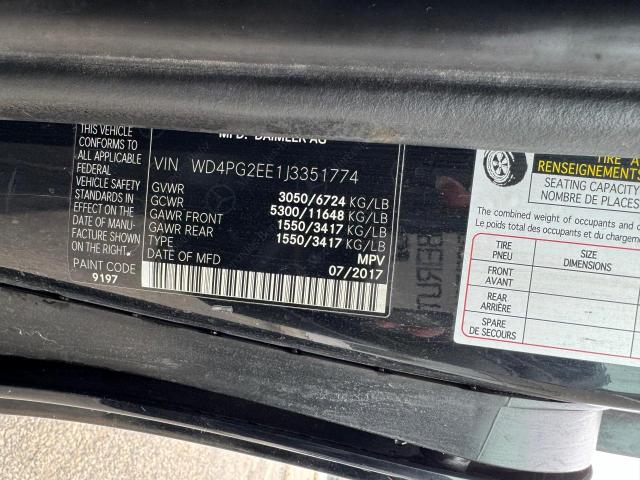 MFD. DAIMLER AG
THIS VEHICLE
CONFORMS TO
ALL APPLICABLE
FEDERAL
VEHICLE SAFETY
STANDARDS IN
EFFECT ON THE
DATE OF MANU-
FACTURE SHOWN
ON THE RIGHT.
PAINT CODE
9197
VIN WD4PG2EE1J3351774
GVWR 3050/6724 KG/LB
GCWR 5300/11648 KG/LB
GAWR FRONT 1550/3417 KG/LB
GAWR REAR 1550/3417 KG/LB
TYPE MPV
DATE OF MFD 07/2017
TIRE A
RENSEIGNEMENTS
SEATING CAPACITY
NOMBRE DE PLACES
The combined weight of occupants and c
Le poids total des occupants et du c
TIRE
PNEU
SIZE
DIMENSIONS
FRONT
AVANT
REAR
ARRIÈRE
SPARE
DE SECOURS